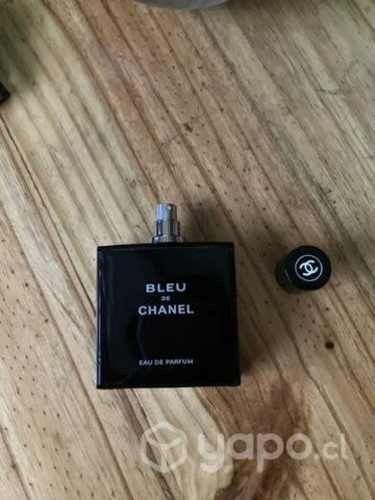 BLEU
DE
CHANEL
EAU DE PARFUM
yapo.cl